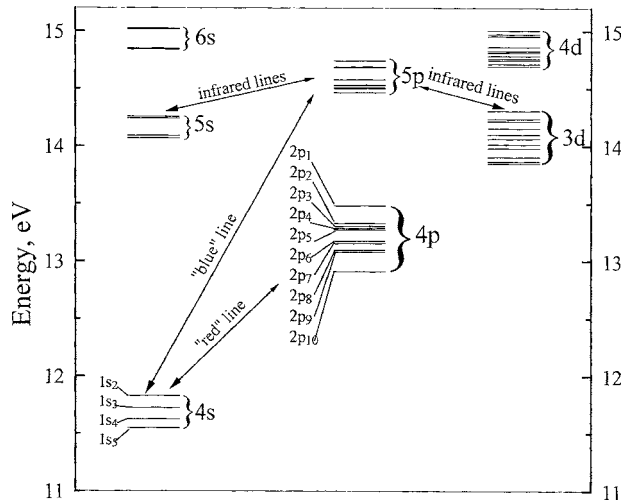 Energy, eV
15
14
13
12
11
15
14
13
12
11
6s
5s
4s
5p
4p
4d
3d
infrared lines
infrared lines
"blue" line
"red" line
2p₁
2p₂
2p₃
2p₄
2p₅
2p₆
2p₇
2p₈
2p₉
2p₁₀
1s₂
1s₃
1s₄
1s₅